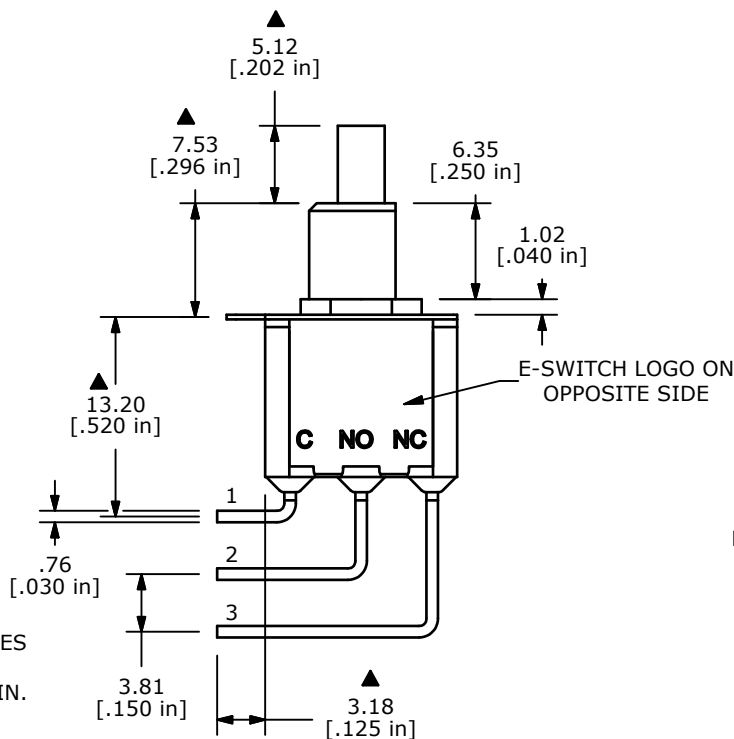 ▲
5.12
[.202 in]
▲
7.53
[.296 in]
6.35
[.250 in]
1.02
[.040 in]
E-SWITCH LOGO ON
OPPOSITE SIDE
▲
13.20
[.520 in]
C NO NC
1
.76
[.030 in]
2
3
ES
IN.
3.81
[.150 in]
▲
3.18
[.125 in]